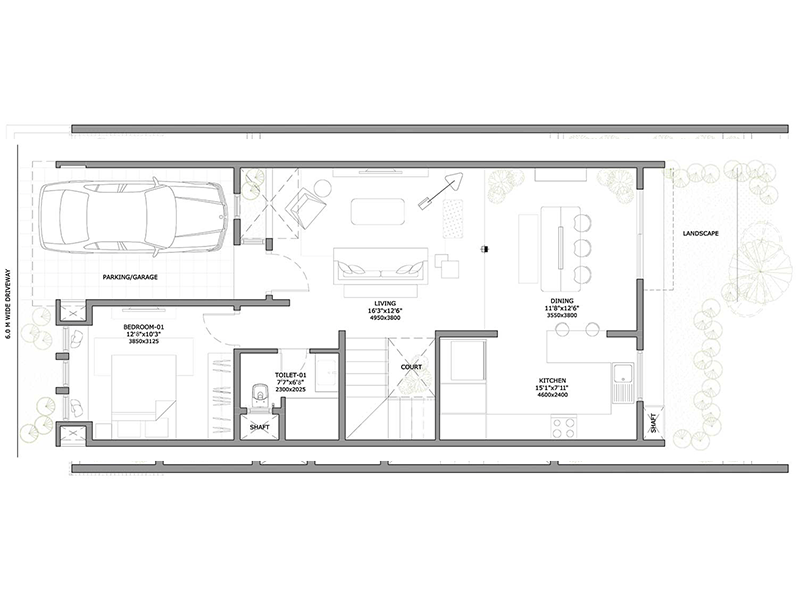 6.0 M WIDE DRIVEWAY
PARKING/GARAGE
LANDSCAPE
LIVING
16'3"x12'6"
4950x3800
DINING
11'8"x12'6"
3550x3800
BEDROOM-01
12'8"x10'3"
3850x3125
TOILET-01
7'7"x6'8"
2300x2025
COURT
KITCHEN
15'1"x7'11"
4600x2400
SHAFT
SHAFT